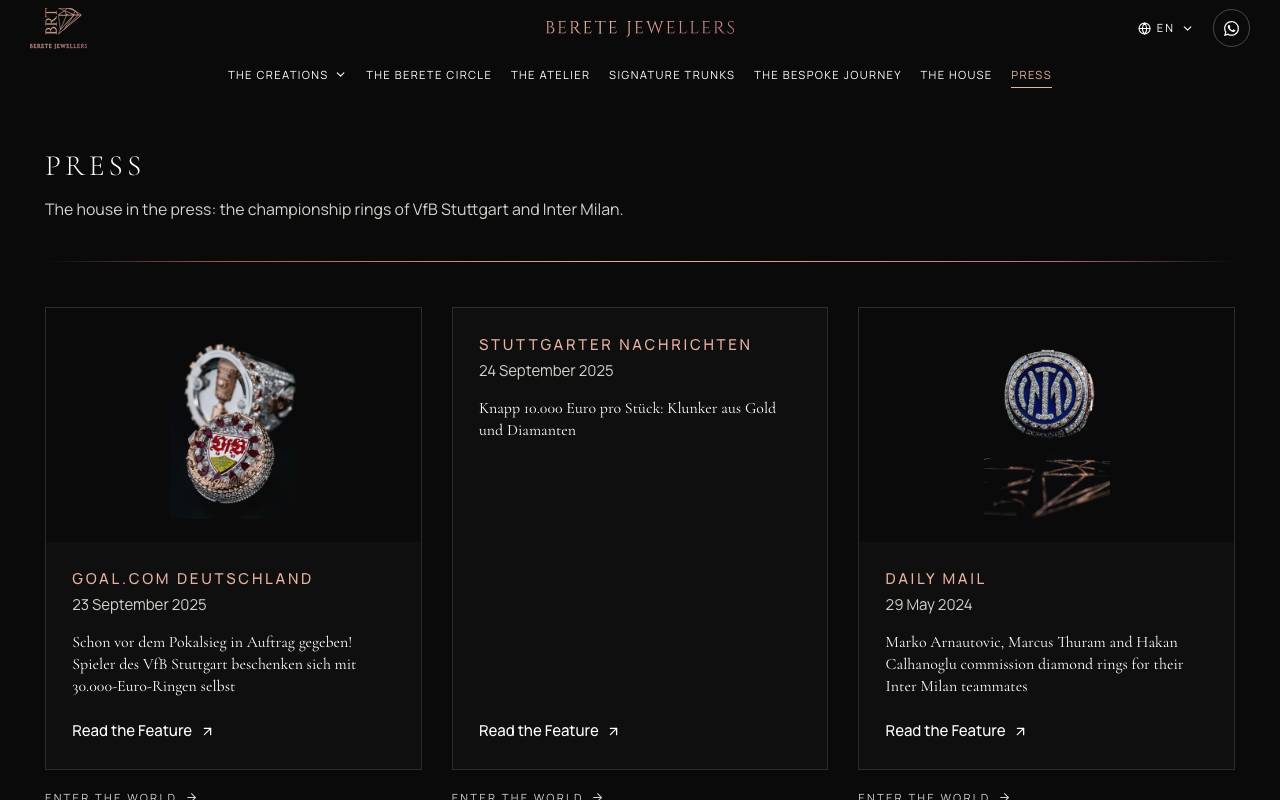 BRT
BERETE JEWELLERS
BERETE JEWELLERS
EN
THE CREATIONS
THE BERETE CIRCLE
THE ATELIER
SIGNATURE TRUNKS
THE BESPOKE JOURNEY
THE HOUSE
PRESS
PRESS
The house in the press: the championship rings of VfB Stuttgart and Inter Milan.
VfB
GOAL.COM DEUTSCHLAND
23 September 2025
Schon vor dem Pokalsieg in Auftrag gegeben!
Spieler des VfB Stuttgart beschenken sich mit
30.000-Euro-Ringen selbst
Read the Feature
ENTER THE WORLD
STUTTGARTER NACHRICHTEN
24 September 2025
Knapp 10.000 Euro pro Stück: Klunker aus Gold
und Diamanten
Read the Feature
ENTER THE WORLD
DAILY MAIL
29 May 2024
Marko Arnautovic, Marcus Thuram and Hakan
Calhanoglu commission diamond rings for their
Inter Milan teammates
Read the Feature
ENTER THE WORLD